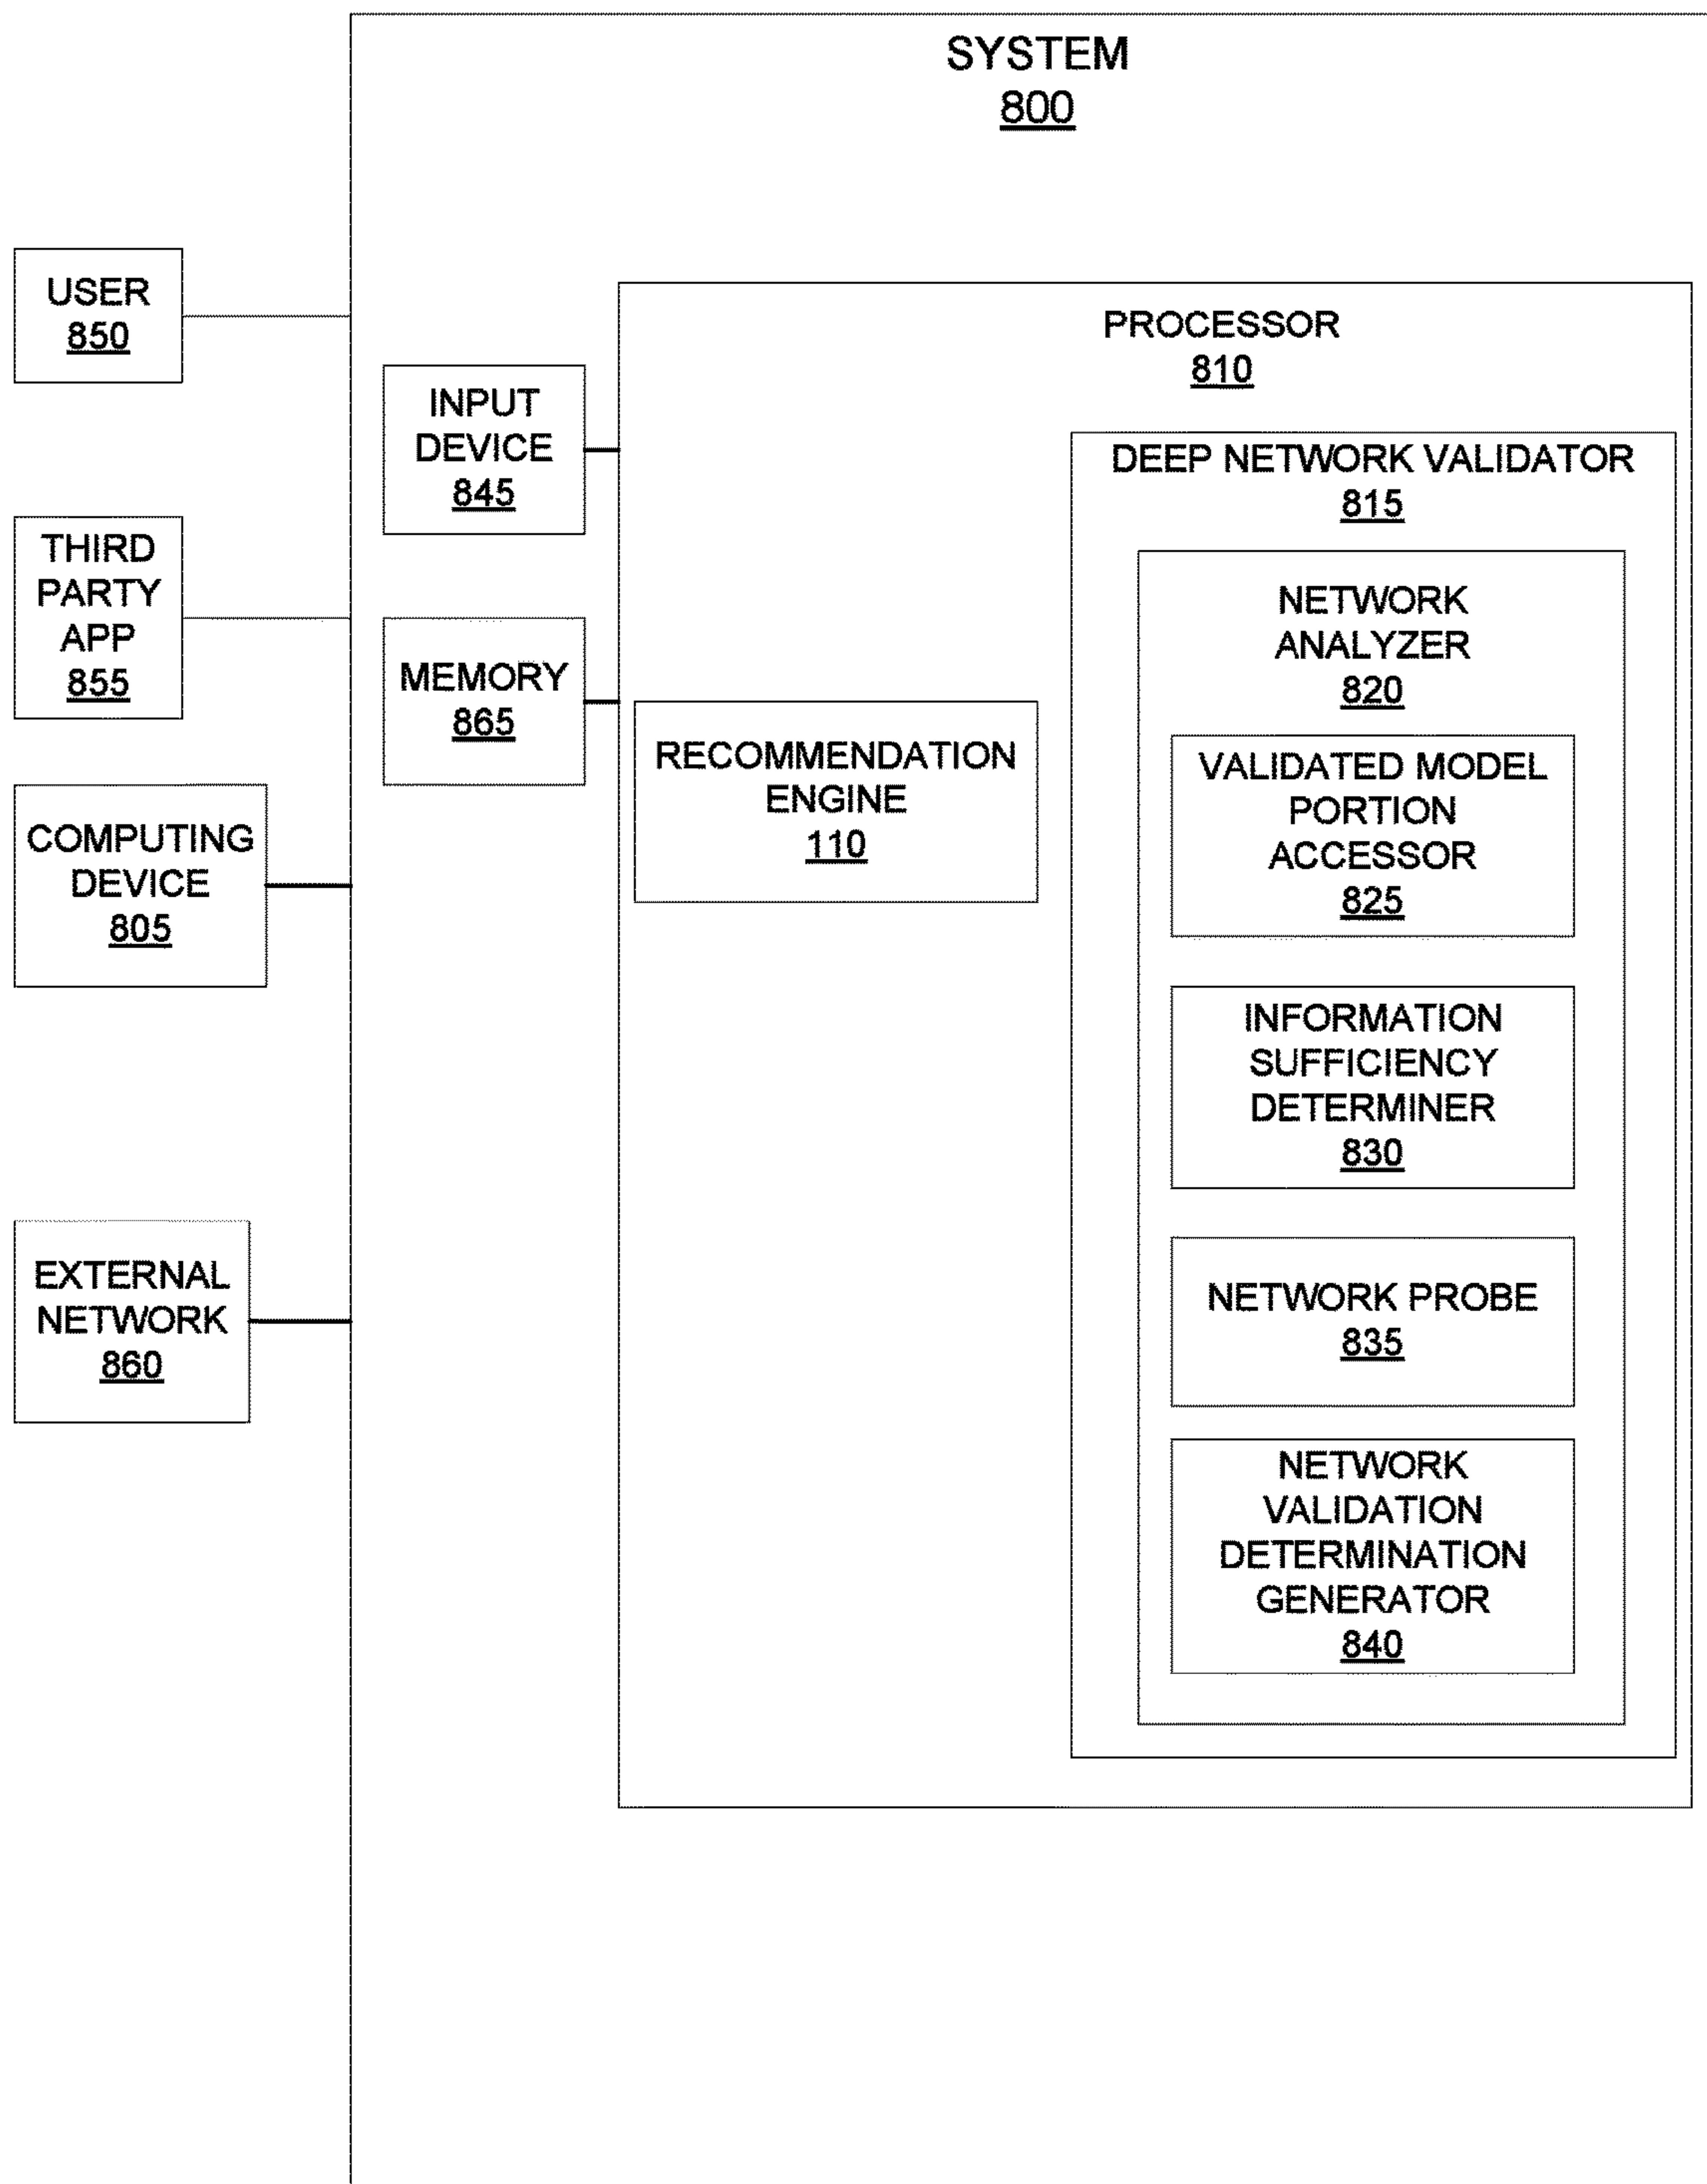 SYSTEM
800
USER
850
THIRD
PARTY
APP
855
COMPUTING
DEVICE
805
EXTERNAL
NETWORK
860
INPUT
DEVICE
845
MEMORY
865
PROCESSOR
810
RECOMMENDATION
ENGINE
110
DEEP NETWORK VALIDATOR
815
NETWORK
ANALYZER
820
VALIDATED MODEL
PORTION
ACCESSOR
825
INFORMATION
SUFFICIENCY
DETERMINER
830
NETWORK PROBE
835
NETWORK
VALIDATION
DETERMINATION
GENERATOR
840